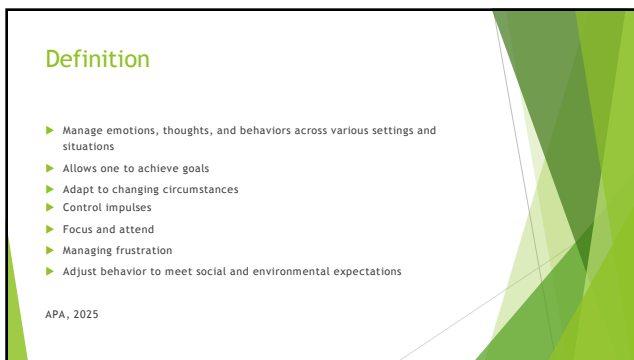 Definition
Manage emotions, thoughts, and behaviors across various settings and
situations
Allows one to achieve goals
Adapt to changing circumstances
Control impulses
Focus and attend
Managing frustration
Adjust behavior to meet social and environmental expectations
APA, 2025